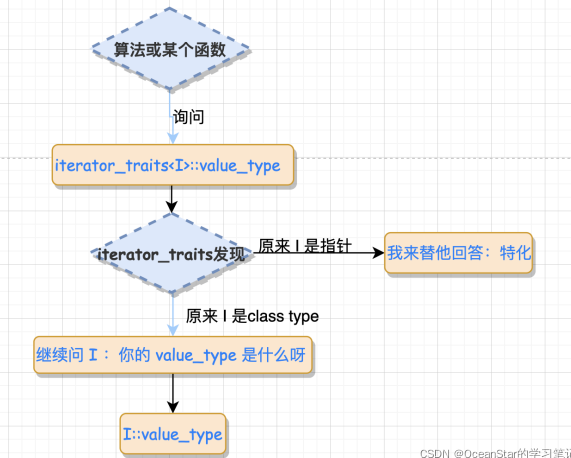 算法或某个函数
询问
iterator_traits<I>::value_type
iterator_traits发现
原来 I 是指针
我来替他回答：特化
原来 I 是class type
继续问 I ：你的 value_type 是什么呀
I::value_type
CSDN @OceanStar的学习笔记